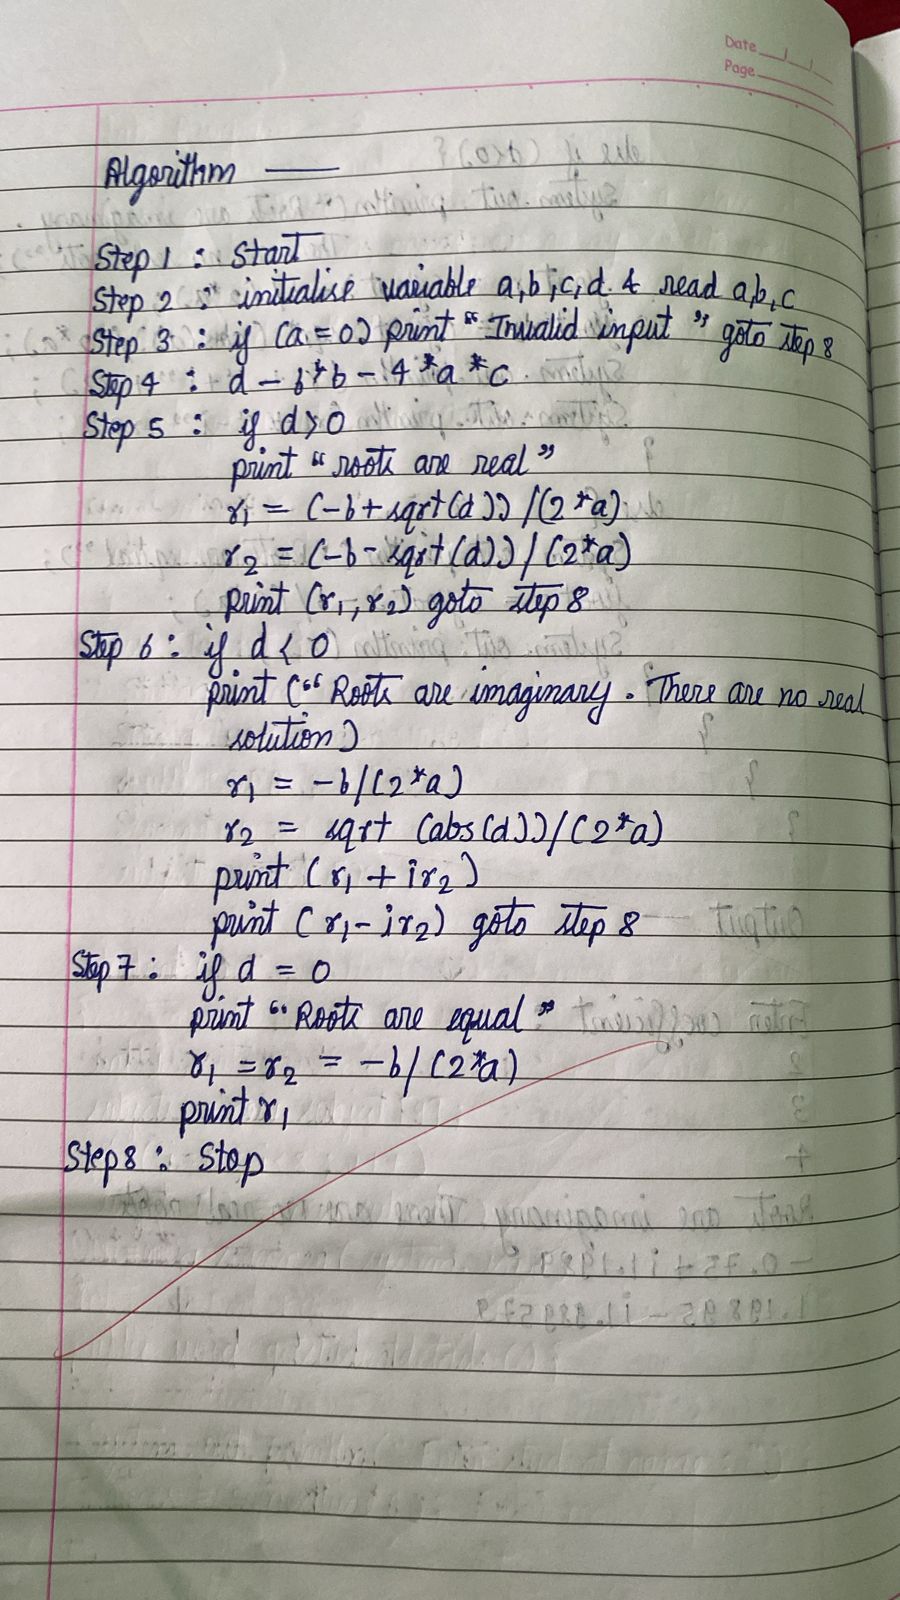 Date
Page
Algorithm
Step 1 : Start
Step 2 : initialise variable a,b,c,d & read a,b,c
Step 3 : if (a = 0) print “Invalid input” goto step 8
Step 4 : d - b*b - 4*a*c
Step 5 : if d > 0
print “roots are real”
r1 = (-b+sqrt(d))/(2*a)
r2 = (-b-sqrt(d))/(2*a)
print (r1, r2) goto step 8
Step 6 : if d < 0
print (“Roots are imaginary. There are no real
solution)
r1 = -b/(2*a)
r2 = sqrt (abs(d))/(2*a)
print (r1 + ir2)
print (r1 - ir2) goto step 8
Step 7 : if d = 0
print “Roots are equal”
r1 = r2 = -b/(2*a)
print r1
Step 8 : Stop